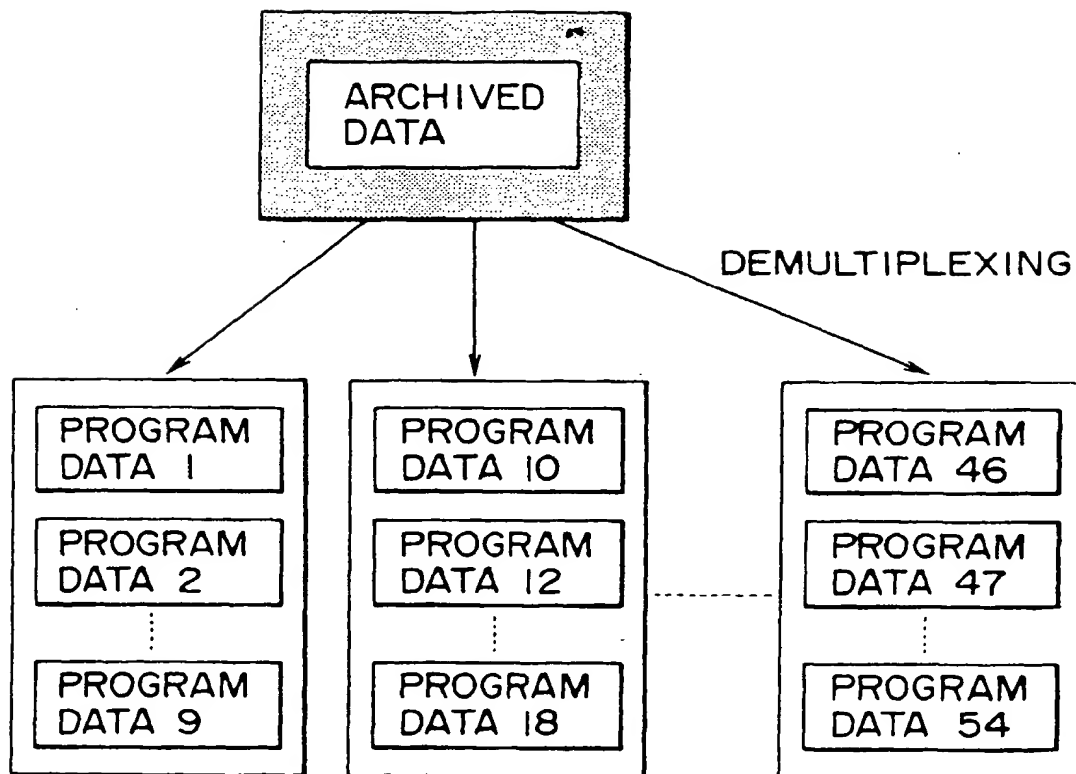 ARCHIVED
DATA
DEMULTIPLEXING
PROGRAM
DATA 1
PROGRAM
DATA 2
PROGRAM
DATA 9
PROGRAM
DATA 10
PROGRAM
DATA 12
PROGRAM
DATA 18
PROGRAM
DATA 46
PROGRAM
DATA 47
PROGRAM
DATA 54